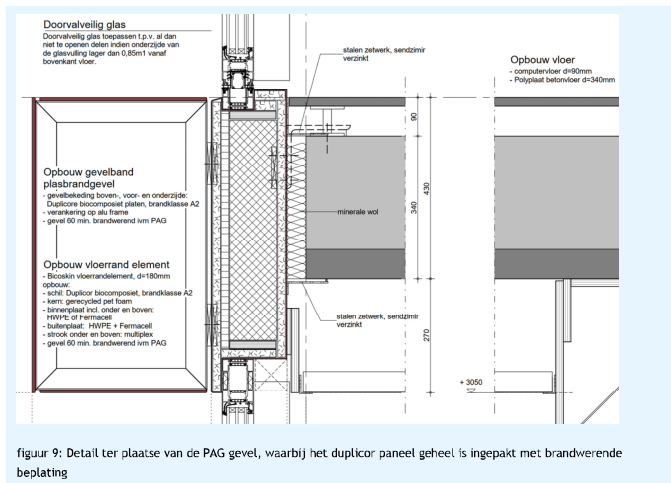 Doorvalveilig glas
Doorvalveilig glas toepassen t.p.v. al dan
niet te openen delen indien onderzijde van
de glasvulling lager dan 0,85m1 vanaf
bovenkant vloer.
stalen zetwerk, sendzimir
verzinkt
Opbouw vloer
- computervloer d=90mm
- Polyplaat betonvloer d=340mm
90
Opbouw gevelband
plasbrandgevel
- gevelbekeding boven-, voor- en onderzijde:
Duplicore biocomposiet platen, brandklasse A2
- verankering op alu frame
- gevel 60 min. brandwerend ivm PAG
minerale wol
340
430
Opbouw vloerrand element
- Bicoskin vloerrandelement, d=180mm
opbouw:
- schil: Duplicor biocomposiet, brandklasse A2
- kern: gerecycled pet foam
- binnenplaat incl. onder en boven:
HWPE of Fermacell
- buitenplaat: HWPE + Fermacell
- strook onder en boven: multiplex
- gevel 60 min. brandwerend ivm PAG
stalen zetwerk, sendzimir
verzinkt
270
+ 3050
figuur 9: Detail ter plaatse van de PAG gevel, waarbij het duplicor paneel geheel is ingepakt met brandwerende
beplating